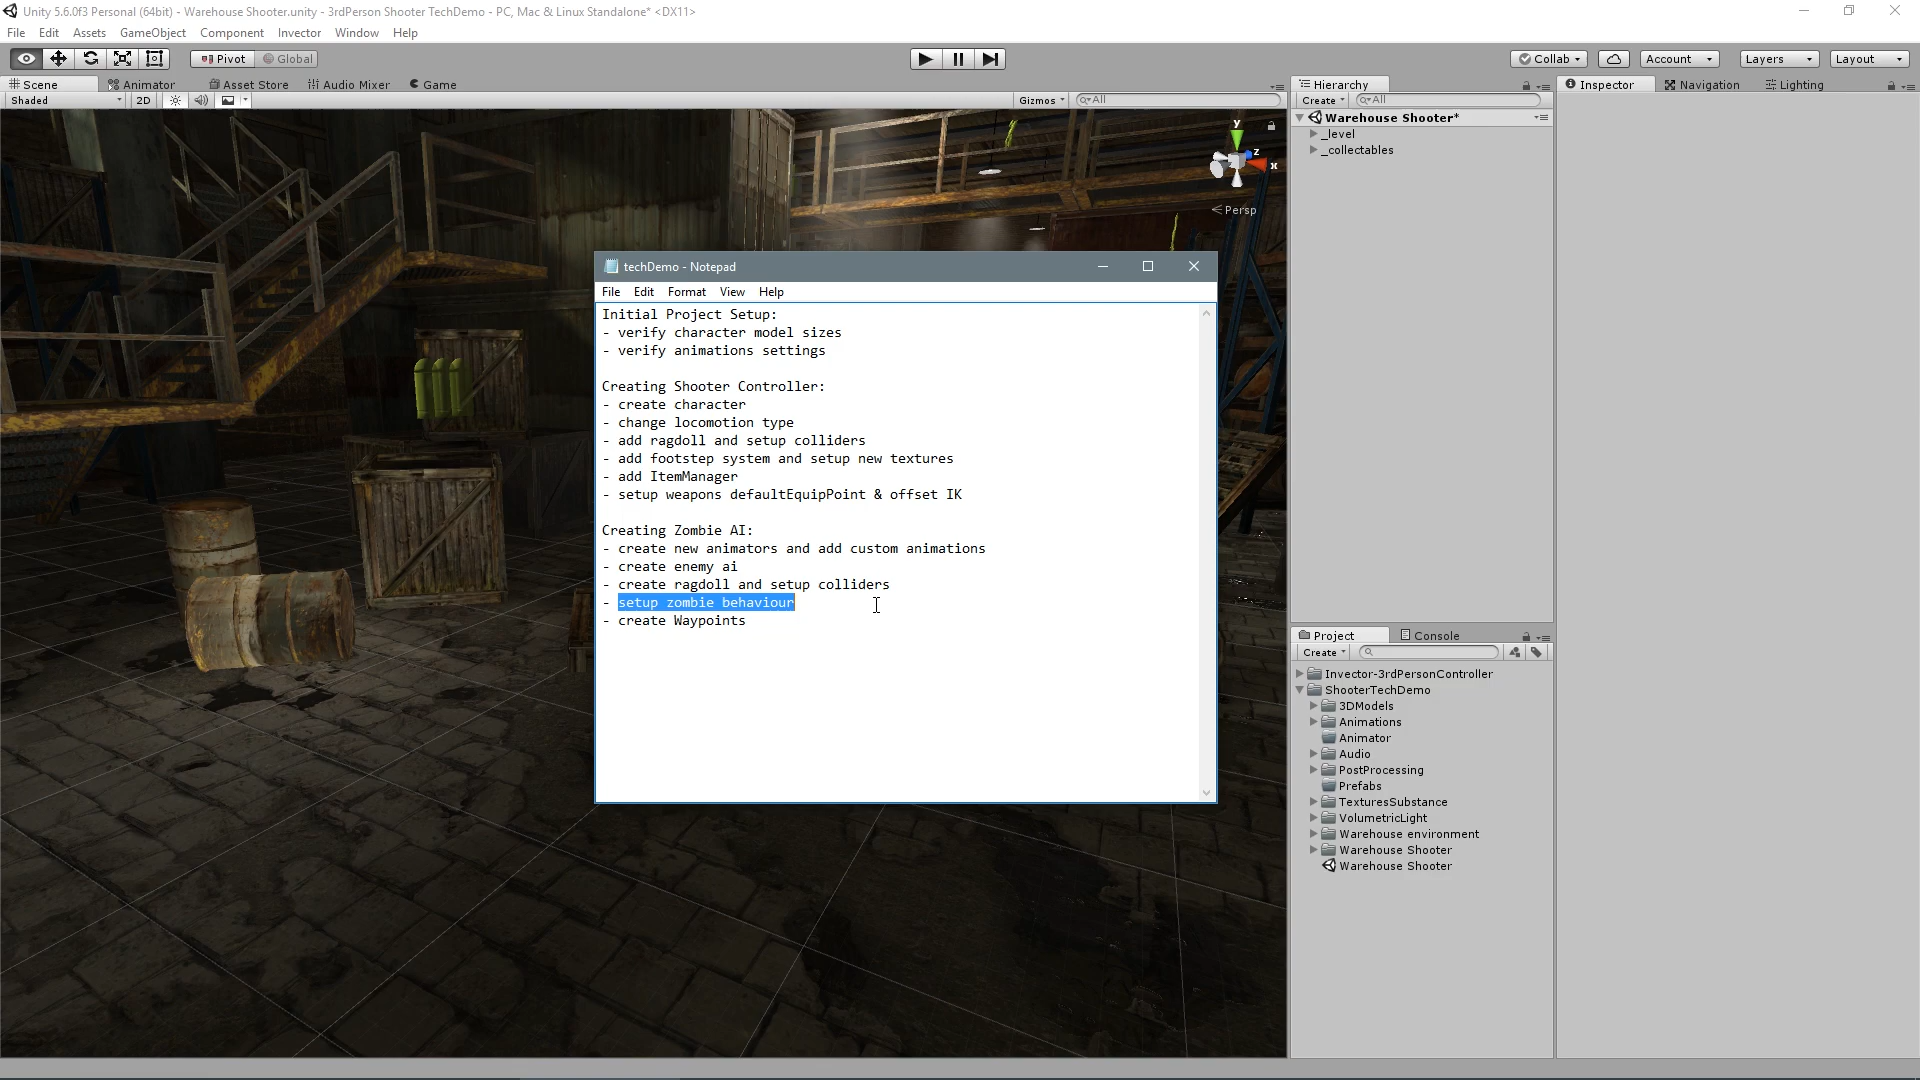 Unity 5.6.0f3 Personal (64bit) - Warehouse Shooter.unity - 3rdPerson Shooter TechDemo - PC, Mac & Linux Standalone* <DX11>
File Edit Assets GameObject Component Invector Window Help
Pivot Global
Collab Account Layers Layout
Scene Animator Asset Store Audio Mixer Game
Shaded 2D Gizmos All
y
z
x
Persp
Hierarchy
Create All
Warehouse Shooter*
_level
_collectables
Inspector Navigation Lighting
techDemo - Notepad
File Edit Format View Help
Initial Project Setup:
- verify character model sizes
- verify animations settings
Creating Shooter Controller:
- create character
- change locomotion type
- add ragdoll and setup colliders
- add footstep system and setup new textures
- add ItemManager
- setup weapons defaultEquipPoint & offset IK
Creating Zombie AI:
- create new animators and add custom animations
- create enemy ai
- create ragdoll and setup colliders
- setup zombie behaviour
- create Waypoints
Project Console
Create
Invector-3rdPersonController
ShooterTechDemo
3DModels
Animations
Animator
Audio
PostProcessing
Prefabs
TexturesSubstance
VolumetricLight
Warehouse environment
Warehouse Shooter
Warehouse Shooter